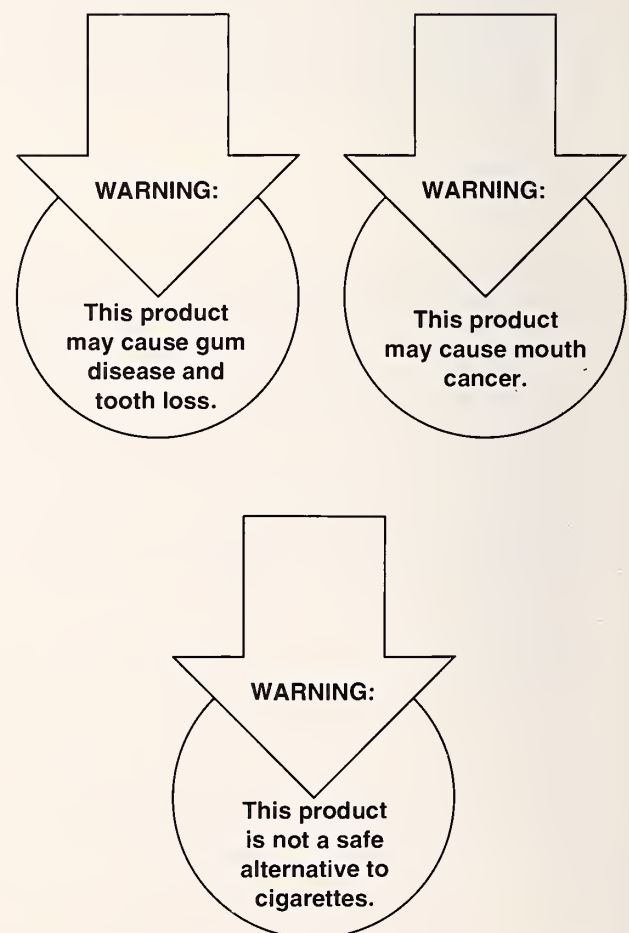 WARNING:
This product
may cause gum
disease and
tooth loss.
WARNING:
This product
may cause mouth
cancer.
WARNING:
This product
is not a safe
alternative to
cigarettes.